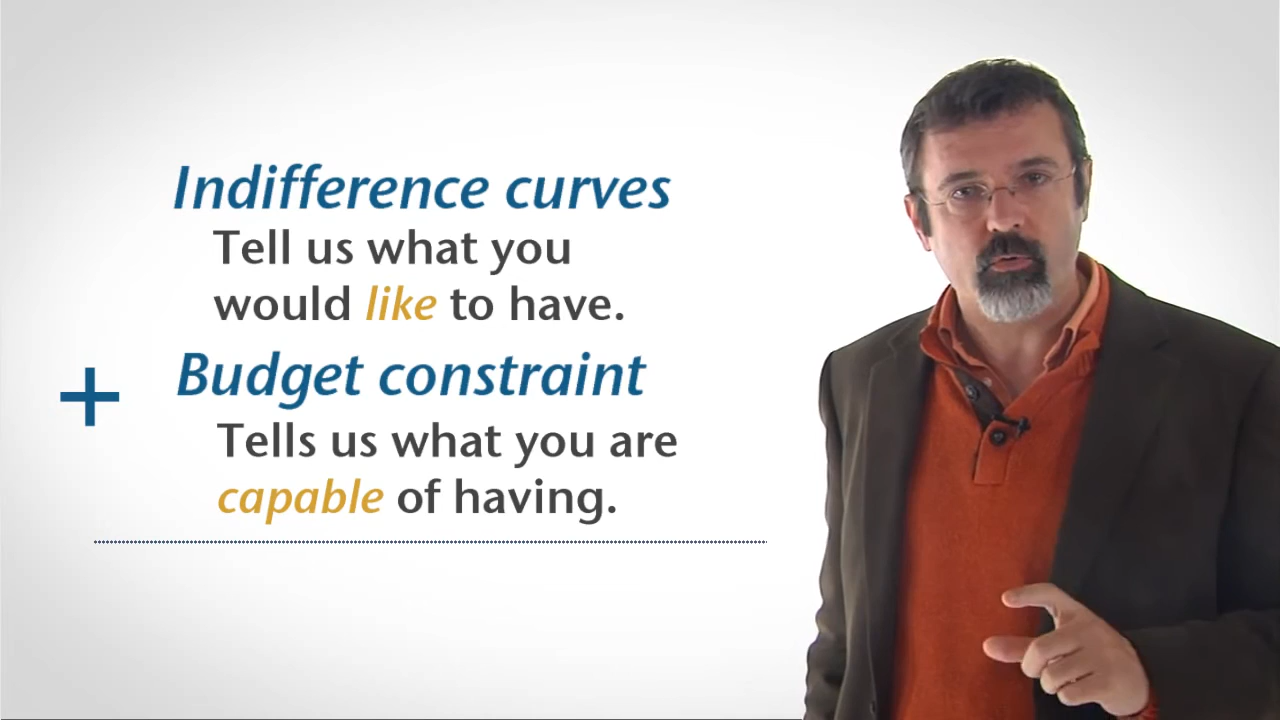 Indifference curves
Tell us what you
would like to have.
+ Budget constraint
Tells us what you are
capable of having.